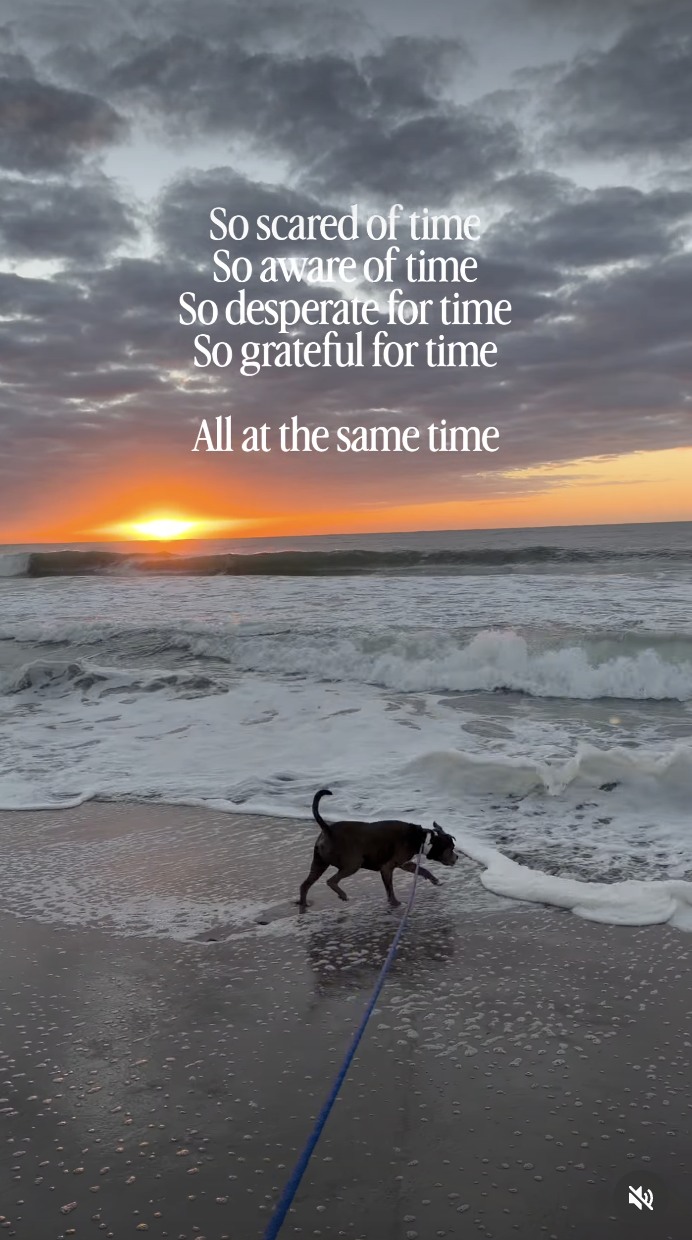 So scared of time
So aware of time
So desperate for time
So grateful for time
All at the same time